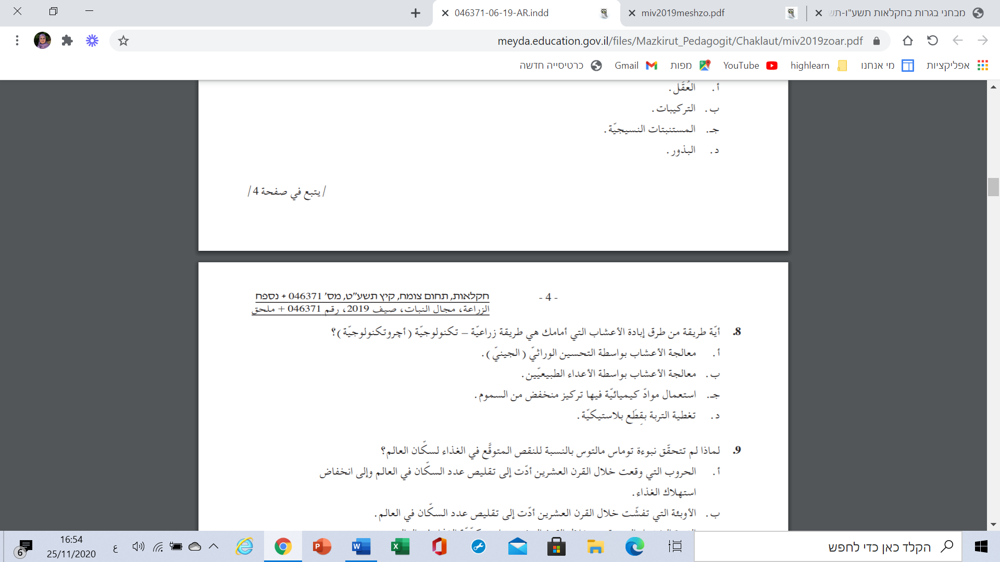 046371-06-19-AR.indd
miv2019meshzo.pdf
מבחני בגרות בחקלאות תשע"ו-תש
meyda.education.gov.il/files/Mazkirut_Pedagogit/Chaklaut/miv2019zoar.pdf
אפליקציות
מי אנחנו
highlearn
YouTube
מפות
Gmail
כרטיסייה חדשה
أ. العُقَل.
ب. التركيبات.
جـ. المستنبتات النسيجيّة.
د. البذور.
/يتبع في صفحة 4/
- 4 -
חקלאות, תחום צומח, קיץ תשע"ט, מס' 046371 + נספח
الزراعة، مجال النبات، صيف 2019، رقم 046371 + ملحق
8. أيّة طريقة من طرق إبادة الأعشاب التي أمامك هي طريقة زراعيّة – تكنولوجيّة (أچروتكنولوجيّة)؟
أ. معالجة الأعشاب بواسطة التحسين الوراثيّ (الجينيّ).
ب. معالجة الأعشاب بواسطة الأعداء الطبيعيّين.
جـ. استعمال موادّ كيميائيّة فيها تركيز منخفض من السموم.
د. تغطية التربة بقِطَع بلاستيكيّة.
9. لماذا لم تتحقّق نبوءة توماس مالتوس بالنسبة للنقص المتوقَّع في الغذاء لسكّان العالم؟
أ. الحروب التي وقعت خلال القرن العشرين أدّت إلى تقليص عدد السكّان في العالم وإلى انخفاض
استهلاك الغذاء.
ب. الأوبئة التي تفشّت خلال القرن العشرين أدّت إلى تقليص عدد السكّان في العالم.
הקלד כאן כדי לחפש
ع
16:54
25/11/2020
6